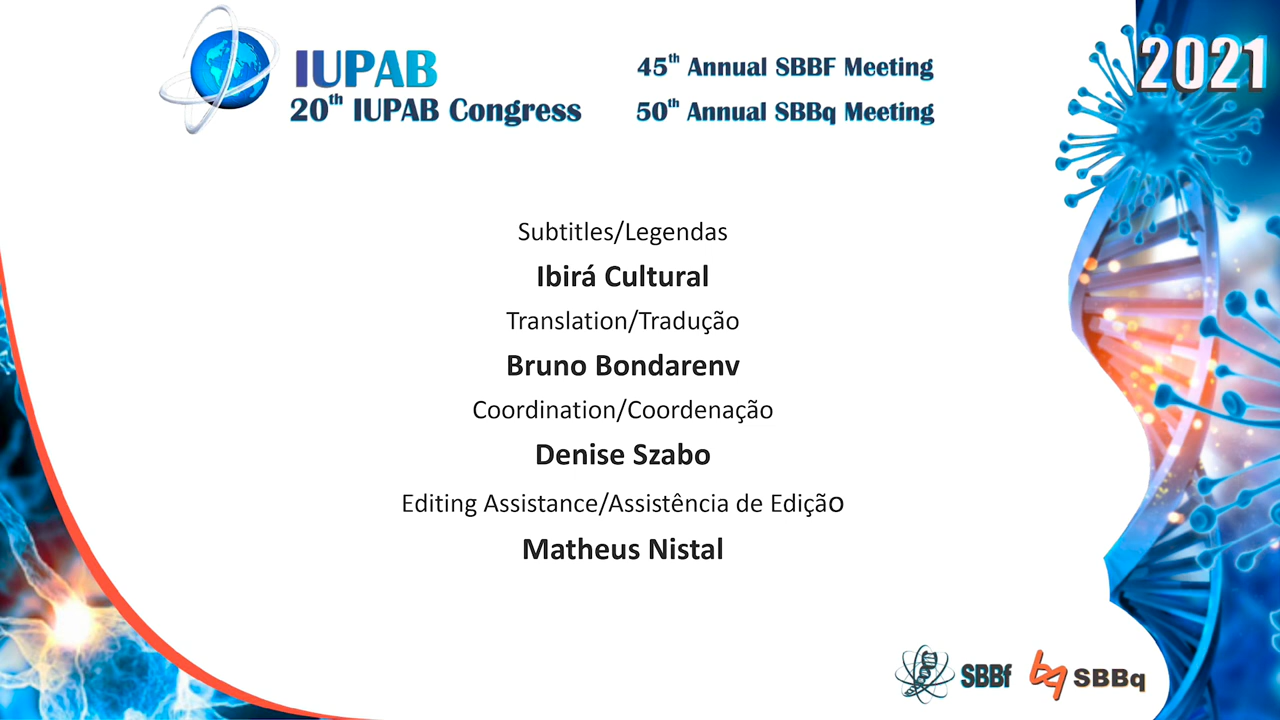 IUPAB
20th IUPAB Congress
45th Annual SBBF Meeting
50th Annual SBBq Meeting
2021
Subtitles/Legendas
Ibirá Cultural
Translation/Tradução
Bruno Bondarenv
Coordination/Coordenação
Denise Szabo
Editing Assistance/Assistência de Edição
Matheus Nistal
SBBf
bq SBBq